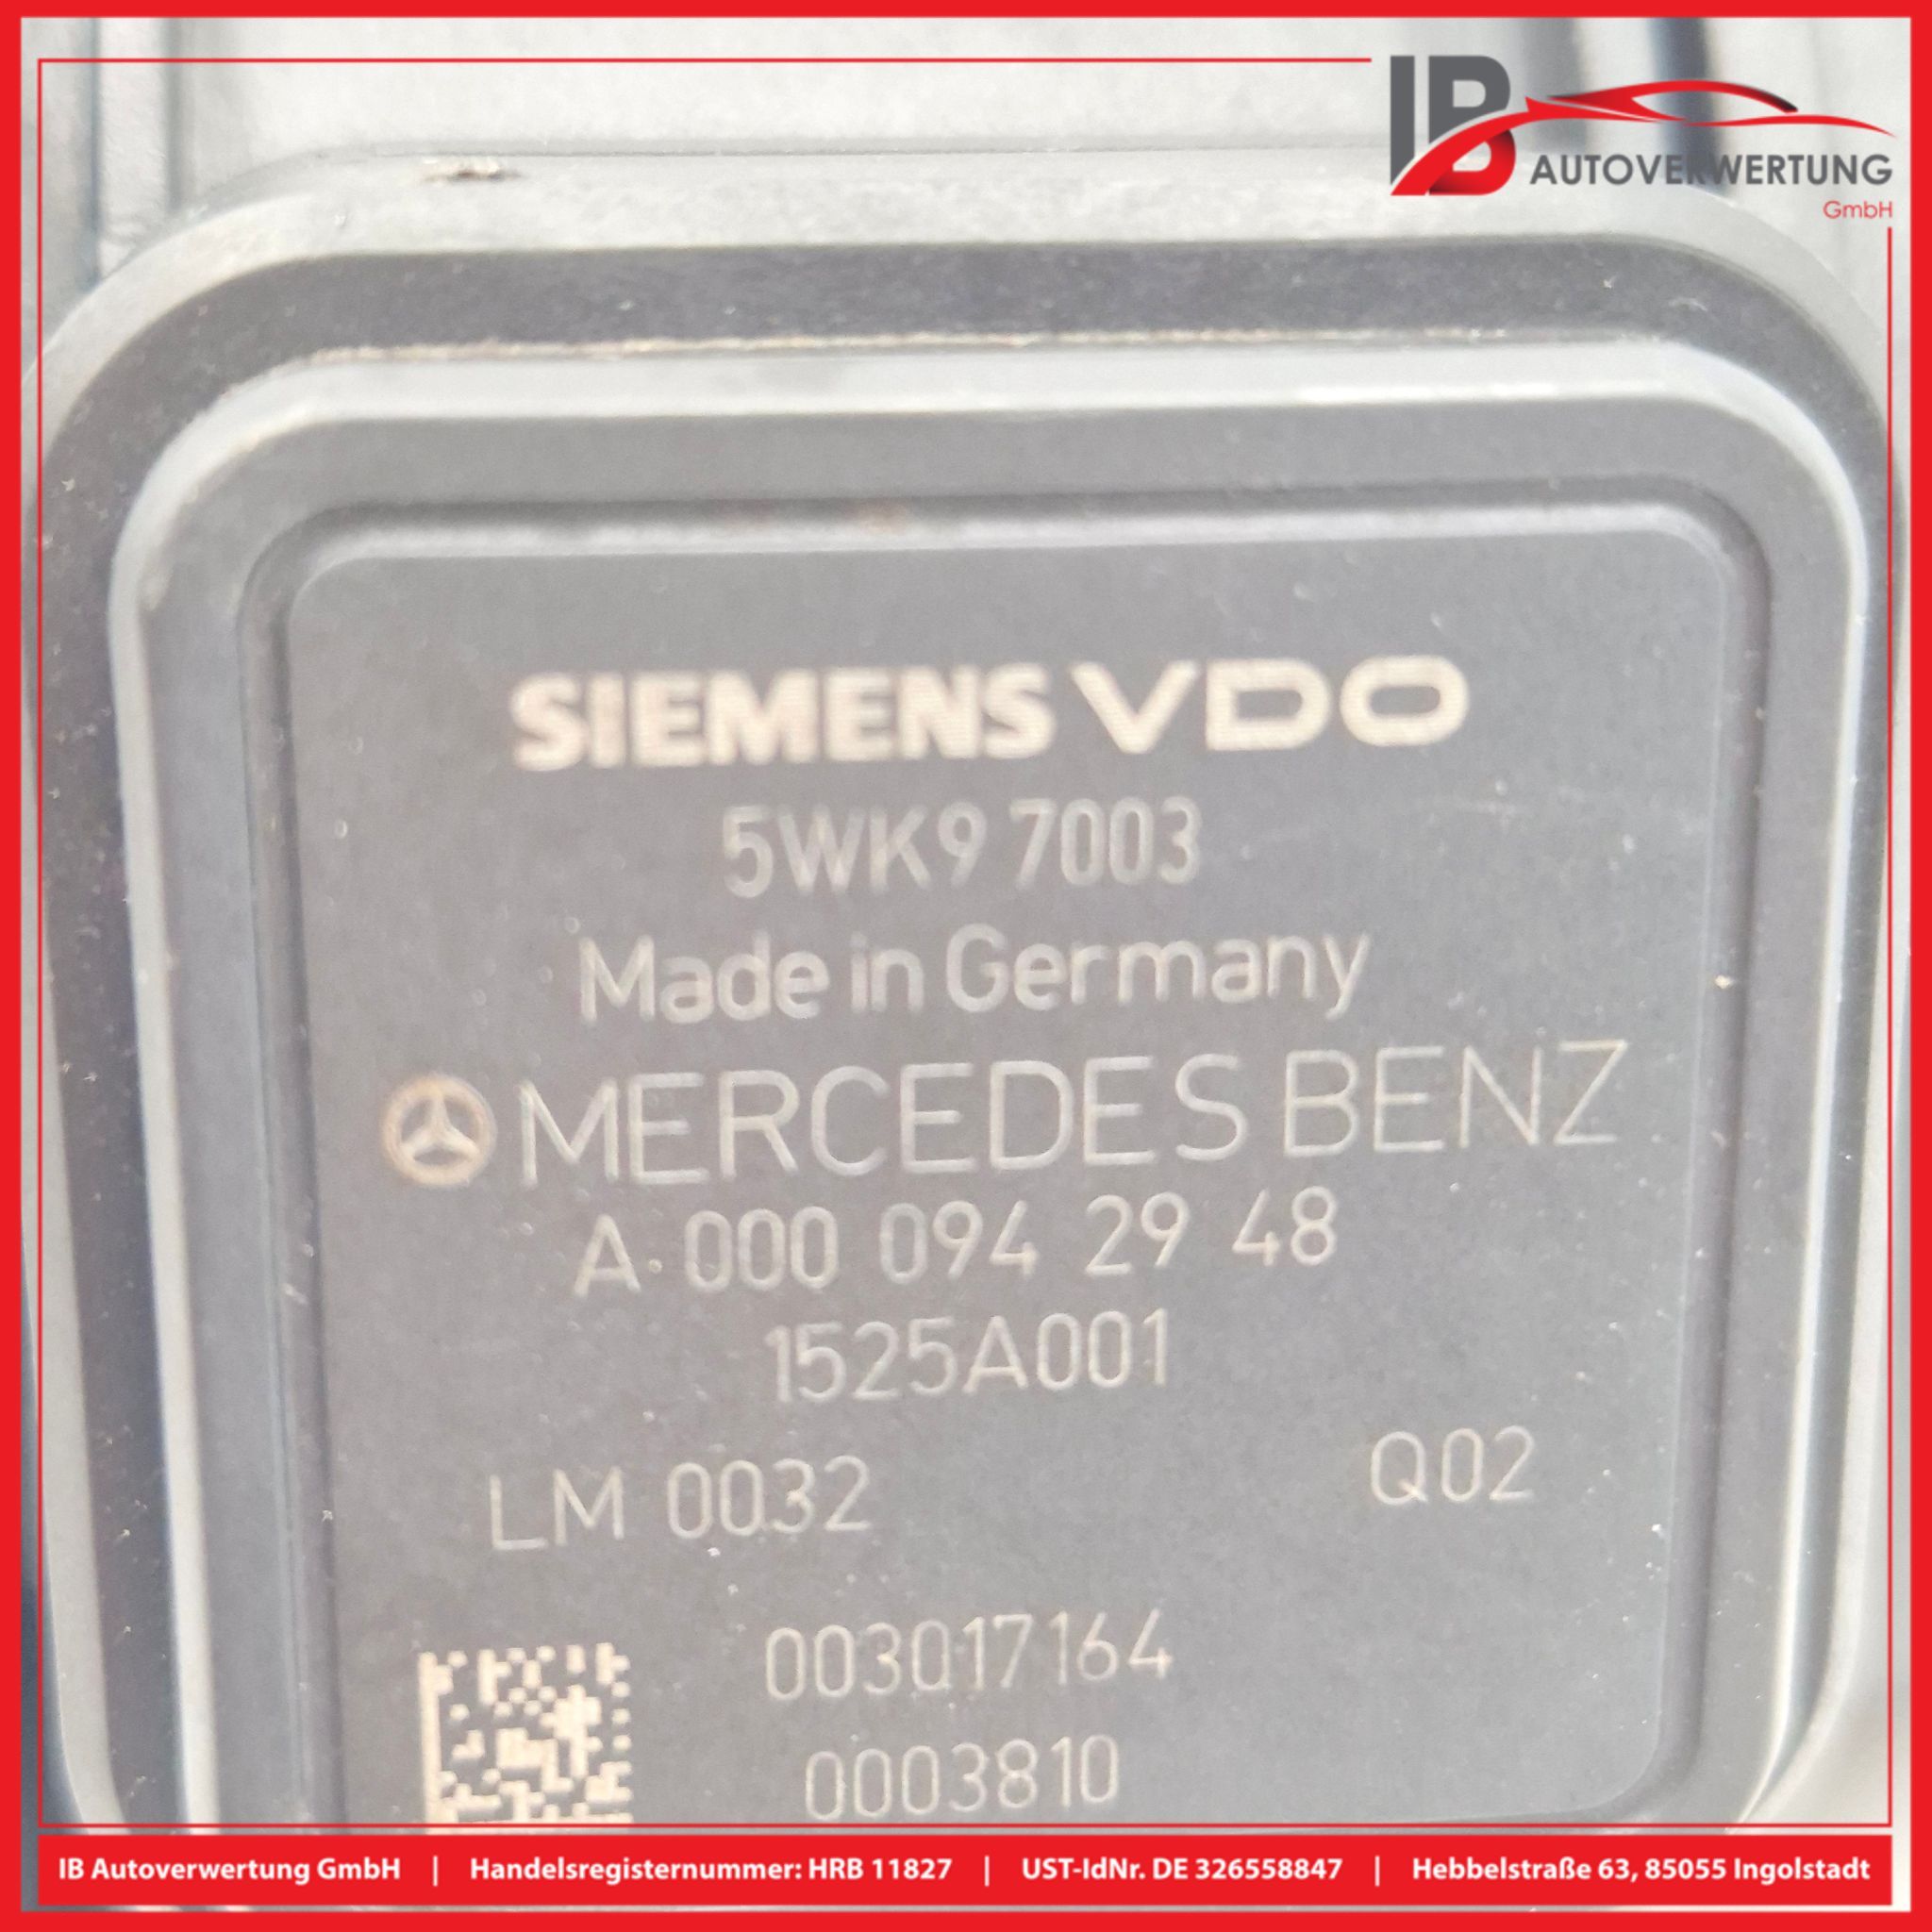 IB
AUTOVERWERTUNG
GmbH
SIEMENS VDO
5WK9 7003
Made in Germany
MERCEDES BENZ
A 000 094 29 48
1525A001
LM 0032 Q02
003017164
0003810
IB Autoverwertung GmbH | Handelsregisternummer: HRB 11827 | UST-IdNr. DE 326558847 | Hebbelstraße 63, 85055 Ingolstadt